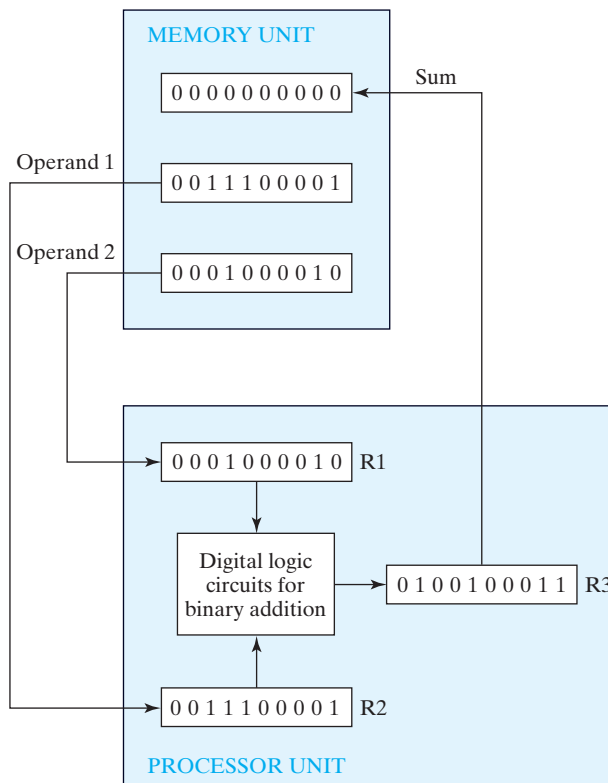 MEMORY UNIT
Sum
0 0 0 0 0 0 0 0 0 0
Operand 1
0 0 1 1 1 0 0 0 0 1
Operand 2
0 0 0 1 0 0 0 0 1 0
0 0 0 1 0 0 0 0 1 0 R1
Digital logic
circuits for
binary addition
0 1 0 0 1 0 0 0 1 1 R3
0 0 1 1 1 0 0 0 0 1 R2
PROCESSOR UNIT